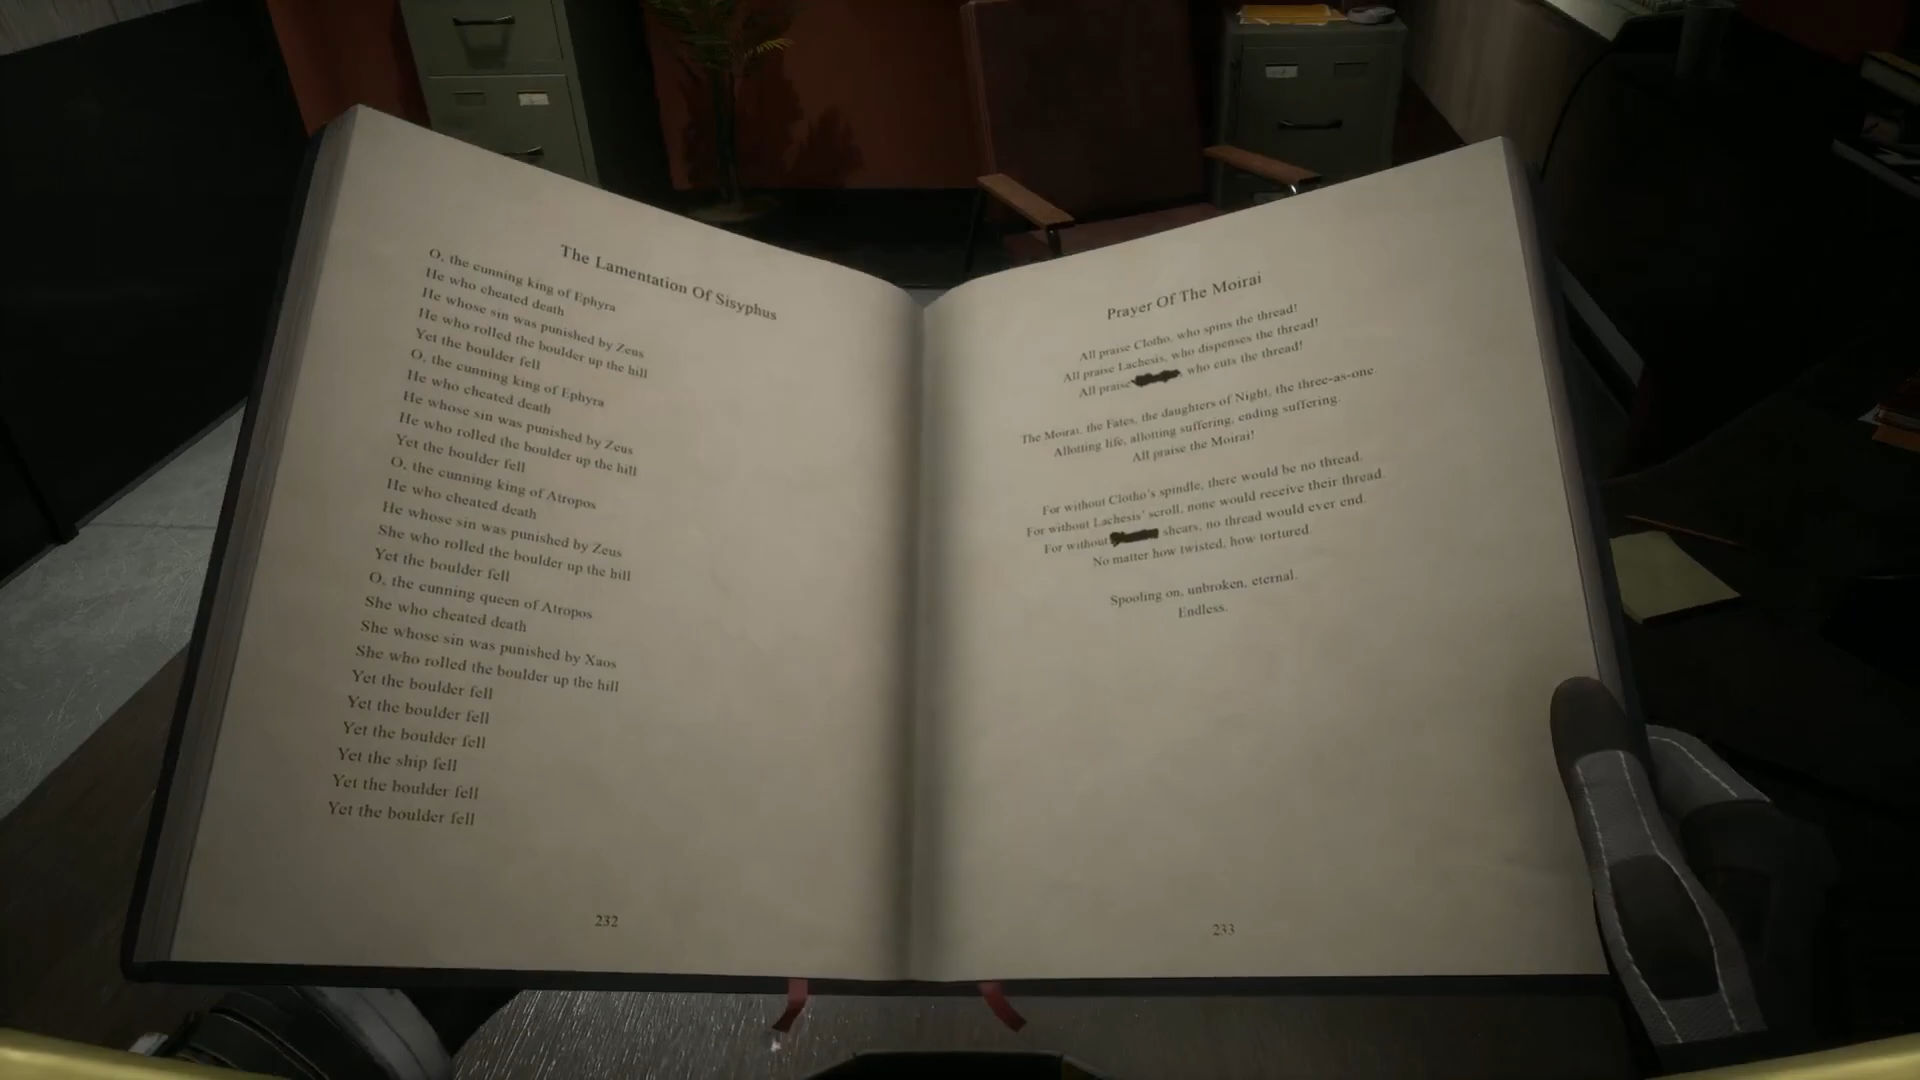 The Lamentation Of Sisyphus
O, the cunning king of Ephyra
He who cheated death
He whose sin was punished by Zeus
He who rolled the boulder up the hill
Yet the boulder fell
O, the cunning king of Ephyra
He who cheated death
He whose sin was punished by Zeus
He who rolled the boulder up the hill
Yet the boulder fell
O, the cunning king of Atropos
He who cheated death
He whose sin was punished by Zeus
She who rolled the boulder up the hill
Yet the boulder fell
O, the cunning queen of Atropos
She who cheated death
She whose sin was punished by Xaos
She who rolled the boulder up the hill
Yet the boulder fell
Yet the boulder fell
Yet the boulder fell
Yet the ship fell
Yet the boulder fell
Yet the boulder fell
232
Prayer Of The Moirai
All praise Clotho, who spins the thread!
All praise Lachesis, who dispenses the thread!
All praise who cuts the thread!
The Moirai, the Fates, the daughters of Night, the three-as-one
Allotting life, allotting suffering, ending suffering.
All praise the Moirai!
For without Clotho's spindle, there would be no thread.
For without Lachesis' scroll, none would receive their thread.
For without shears, no thread would ever end.
No matter how twisted, how tortured.
Spooling on, unbroken, eternal.
Endless.
233